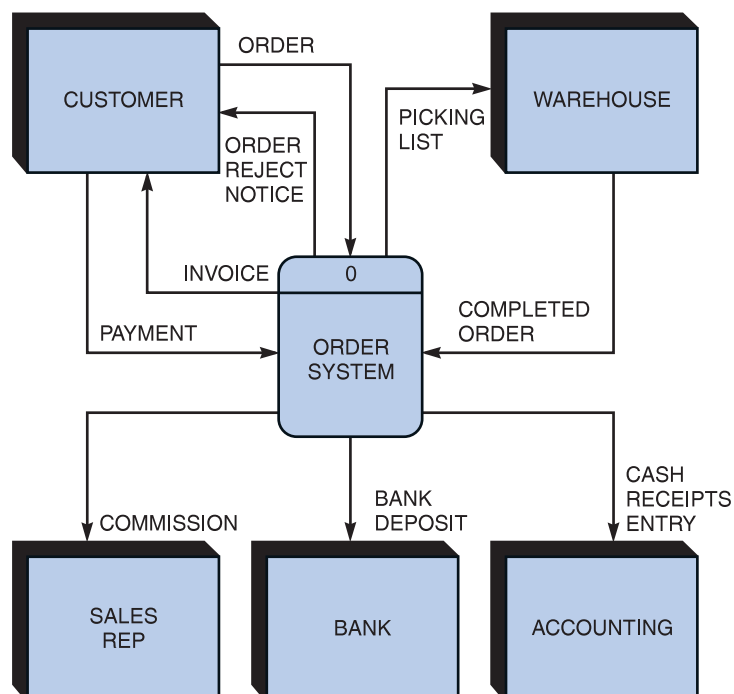 ORDER
CUSTOMER
WAREHOUSE
PICKING
LIST
ORDER
REJECT
NOTICE
INVOICE
0
COMPLETED
ORDER
PAYMENT
ORDER
SYSTEM
CASH
RECEIPTS
ENTRY
BANK
DEPOSIT
COMMISSION
SALES
REP
BANK
ACCOUNTING